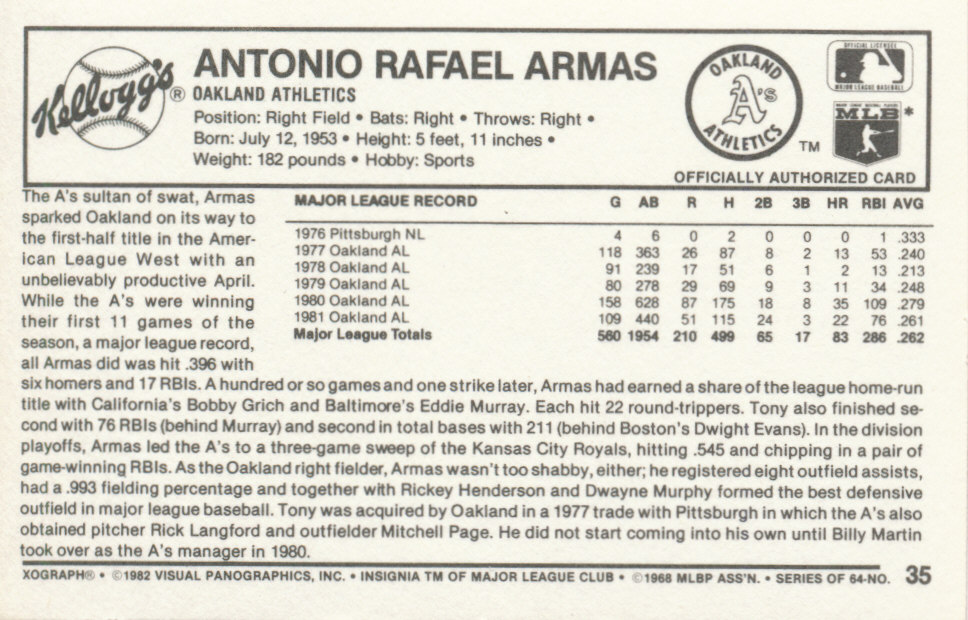 Kellogg's ®
ANTONIO RAFAEL ARMAS
OAKLAND ATHLETICS
Position: Right Field • Bats: Right • Throws: Right •
Born: July 12, 1953 • Height: 5 feet, 11 inches •
Weight: 182 pounds • Hobby: Sports
OAKLAND
A's
ATHLETICS
TM
OFFICIAL LICENSEE
MAJOR LEAGUE BASEBALL
MAJOR LEAGUE BASEBALL PLAYERS
MLB *
OFFICIALLY AUTHORIZED CARD
The A's sultan of swat, Armas
sparked Oakland on its way to
the first-half title in the Amer-
ican League West with an
unbelievably productive April.
While the A's were winning
their first 11 games of the
season, a major league record,
all Armas did was hit .396 with
MAJOR LEAGUE RECORD G AB R H 2B 3B HR RBI AVG
1976 Pittsburgh NL 4 6 0 2 0 0 0 1 .333
1977 Oakland AL 118 363 26 87 8 2 13 53 .240
1978 Oakland AL 91 239 17 51 6 1 2 13 .213
1979 Oakland AL 80 278 29 69 9 3 11 34 .248
1980 Oakland AL 158 628 87 175 18 8 35 109 .279
1981 Oakland AL 109 440 51 115 24 3 22 76 .261
Major League Totals 560 1954 210 499 65 17 83 286 .262
six homers and 17 RBIs. A hundred or so games and one strike later, Armas had earned a share of the league home-run
title with California's Bobby Grich and Baltimore's Eddie Murray. Each hit 22 round-trippers. Tony also finished se-
cond with 76 RBIs (behind Murray) and second in total bases with 211 (behind Boston's Dwight Evans). In the division
playoffs, Armas led the A's to a three-game sweep of the Kansas City Royals, hitting .545 and chipping in a pair of
game-winning RBIs. As the Oakland right fielder, Armas wasn't too shabby, either; he registered eight outfield assists,
had a .993 fielding percentage and together with Rickey Henderson and Dwayne Murphy formed the best defensive
outfield in major league baseball. Tony was acquired by Oakland in a 1977 trade with Pittsburgh in which the A's also
obtained pitcher Rick Langford and outfielder Mitchell Page. He did not start coming into his own until Billy Martin
took over as the A's manager in 1980.
XOGRAPH® • ©1982 VISUAL PANOGRAPHICS, INC. • INSIGNIA TM OF MAJOR LEAGUE CLUB • ©1968 MLBP ASS'N. • SERIES OF 64-NO. 35